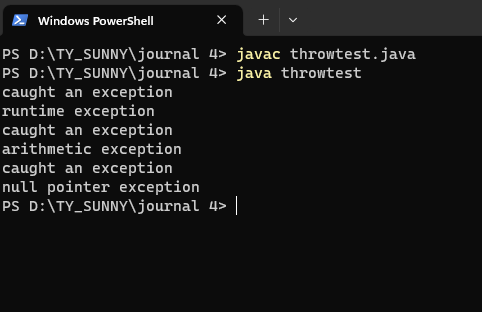 Windows PowerShell
PS D:\TY_SUNNY\journal 4> javac throwtest.java
PS D:\TY_SUNNY\journal 4> java throwtest
caught an exception
runtime exception
caught an exception
arithmetic exception
caught an exception
null pointer exception
PS D:\TY_SUNNY\journal 4>